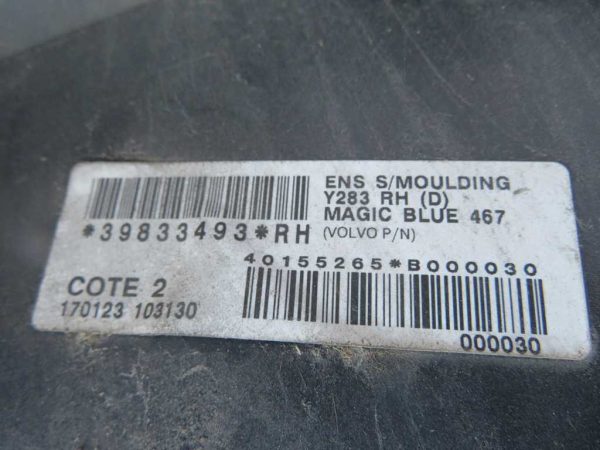 ENS S/MOULDING
Y283 RH (D)
MAGIC BLUE 467
*39833493*RH (VOLVO P/N)
40155265*B000030
COTE 2
170123 103130
000030